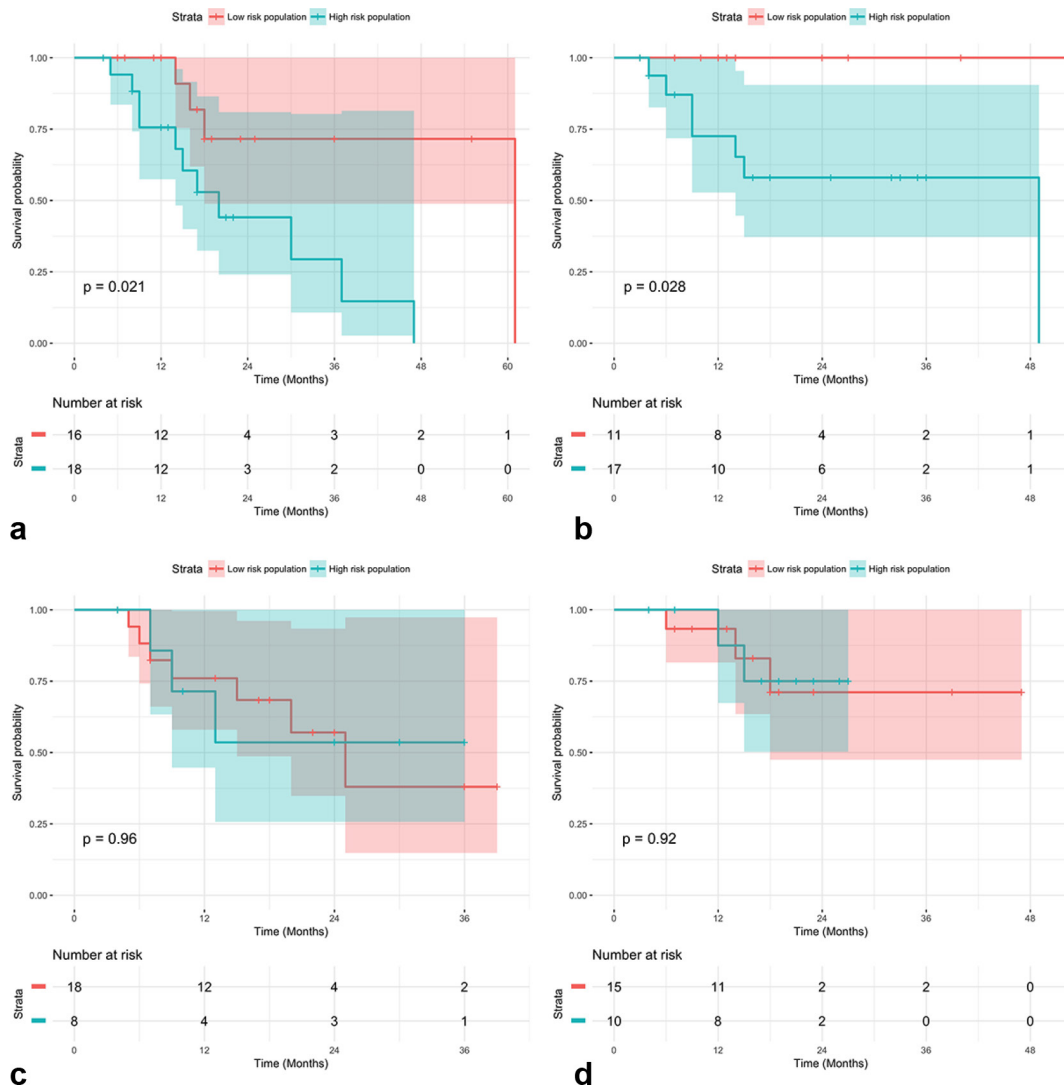 Strata Low risk population High risk population
1.00
0.75
0.50
0.25
0.00
Survival probability
p = 0.021
0 12 24 36 48 60
Time (Months)
Number at risk
Strata
16 12 4 3 2 1
18 12 3 2 0 0
0 12 24 36 48 60
Time (Months)
a
Strata Low risk population High risk population
1.00
0.75
0.50
0.25
0.00
Survival probability
p = 0.028
0 12 24 36 48
Time (Months)
Number at risk
Strata
11 8 4 2 1
17 10 6 2 1
0 12 24 36 48
Time (Months)
b
Strata Low risk population High risk population
1.00
0.75
0.50
0.25
0.00
Survival probability
p = 0.96
0 12 24 36
Time (Months)
Number at risk
Strata
18 12 4 2
8 4 3 1
0 12 24 36
Time (Months)
c
Strata Low risk population High risk population
1.00
0.75
0.50
0.25
0.00
Survival probability
p = 0.92
0 12 24 36 48
Time (Months)
Number at risk
Strata
15 11 2 2 0
10 8 2 0 0
0 12 24 36 48
Time (Months)
d